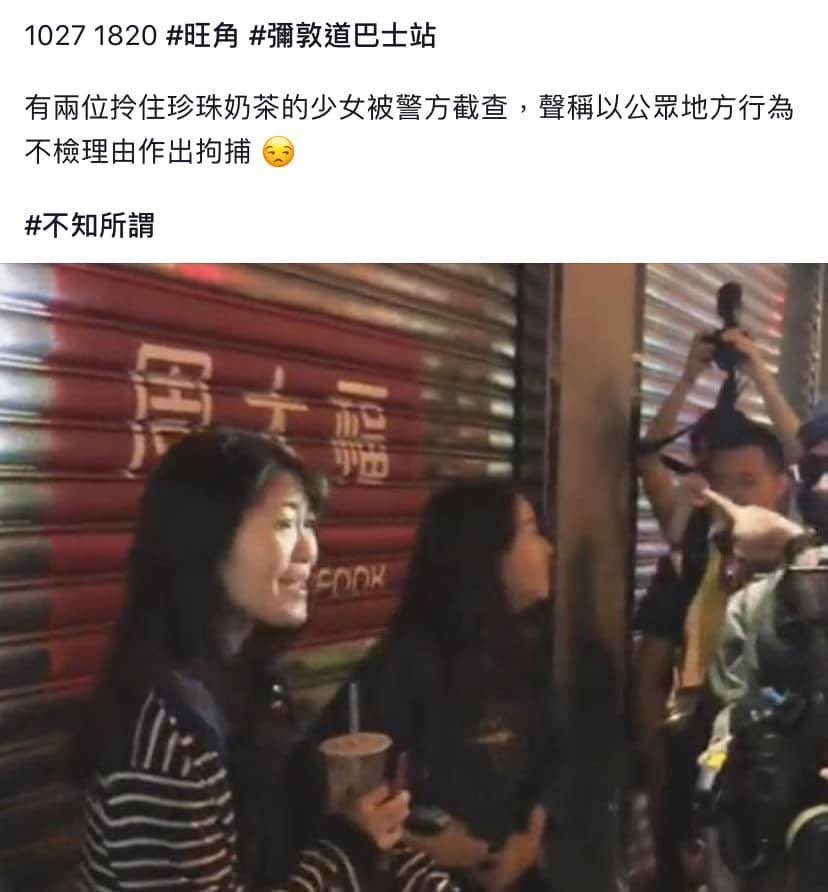 1027 1820 #旺角 #彌敦道巴士站
有兩位拎住珍珠奶茶的少女被警方截查，聲稱以公眾地方行為
不檢理由作出拘捕 😒
#不知所謂
周大福
FOOK